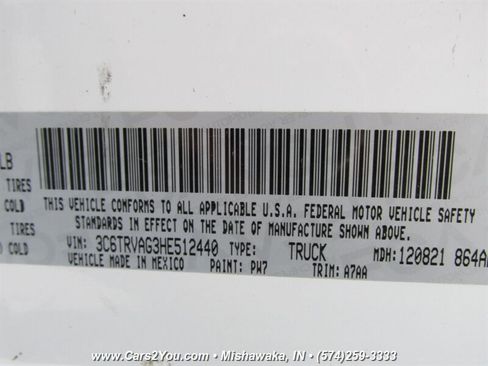 LB
TIRES
COLD
TIRES
COLD
THIS VEHICLE CONFORMS TO ALL APPLICABLE U.S.A. FEDERAL MOTOR VEHICLE SAFETY
STANDARDS IN EFFECT ON THE DATE OF MANUFACTURE SHOWN ABOVE.
VIN: 3C6TRVAG3HE512440 TYPE: TRUCK MDH: 120821 864A
VEHICLE MADE IN MEXICO PAINT: PW7 TRIM: A7AA
www.Cars2You.com - Mishawaka, IN - (574)259-3333